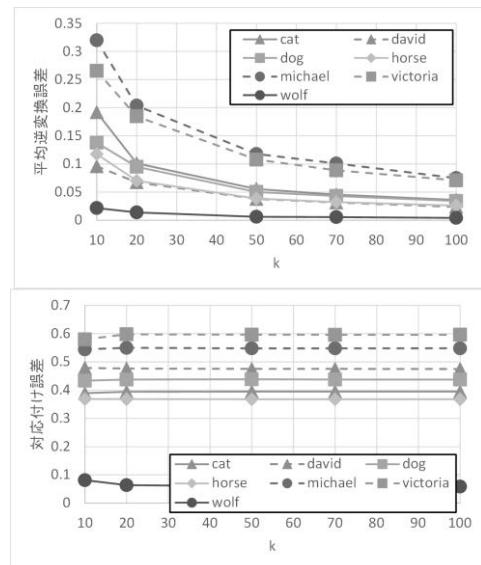 0.35
0.3
0.25
0.2
0.15
0.1
0.05
0
平均逆変換誤差
cat
david
dog
horse
michael
victoria
wolf
10 20 30 40 50 60 70 80 90 100
k
0.7
0.6
0.5
0.4
0.3
0.2
0.1
0
対応付け誤差
cat
david
dog
horse
michael
victoria
wolf
10 20 30 40 50 60 70 80 90 100
k